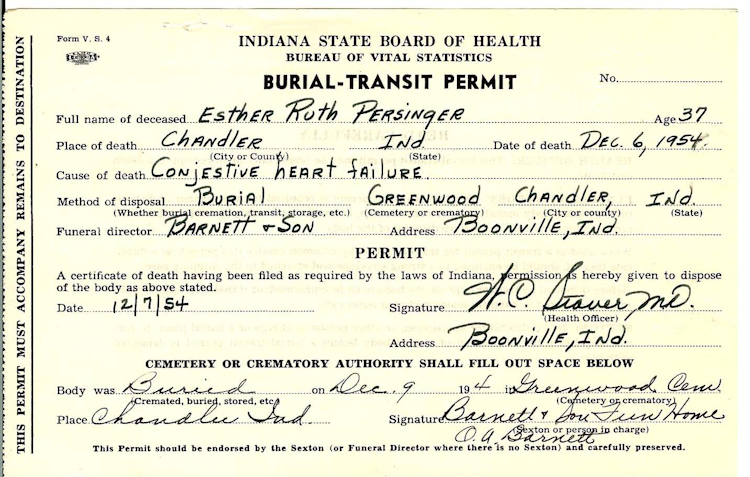 Form V. S. 4
INDIANA STATE BOARD OF HEALTH
BUREAU OF VITAL STATISTICS
BURIAL-TRANSIT PERMIT
No.
Full name of deceased ESTHER RUTH PERSINGER Age 37
Place of death CHANDLER IND. Date of death DEC. 6, 1954.
(City or County) (State)
Cause of death CONJESTIVE HEART FAILURE.
Method of disposal BURIAL GREENWOOD CHANDLER, IND.
(Whether burial cremation, transit, storage, etc.) (Cemetery or crematory) (City or county) (State)
Funeral director BARNETT & SON Address BOONVILLE, IND.
PERMIT
A certificate of death having been filed as required by the laws of Indiana, permission is hereby given to dispose
of the body as above stated.
Date 12/7/54 Signature W.C. Stover MD.
(Health Officer)
Address BOONVILLE, IND.
CEMETERY OR CREMATORY AUTHORITY SHALL FILL OUT SPACE BELOW
Body was Buried on Dec. 9 19 4 in Greenwood Cem
(Cremated, buried, stored, etc.) (Cemetery or crematory)
Place Chandler Ind. Signature Barnett & Son Fun Home
(Sexton or person in charge)
O.A. Barnett
This Permit should be endorsed by the Sexton (or Funeral Director where there is no Sexton) and carefully preserved.
THIS PERMIT MUST ACCOMPANY REMAINS TO DESTINATION